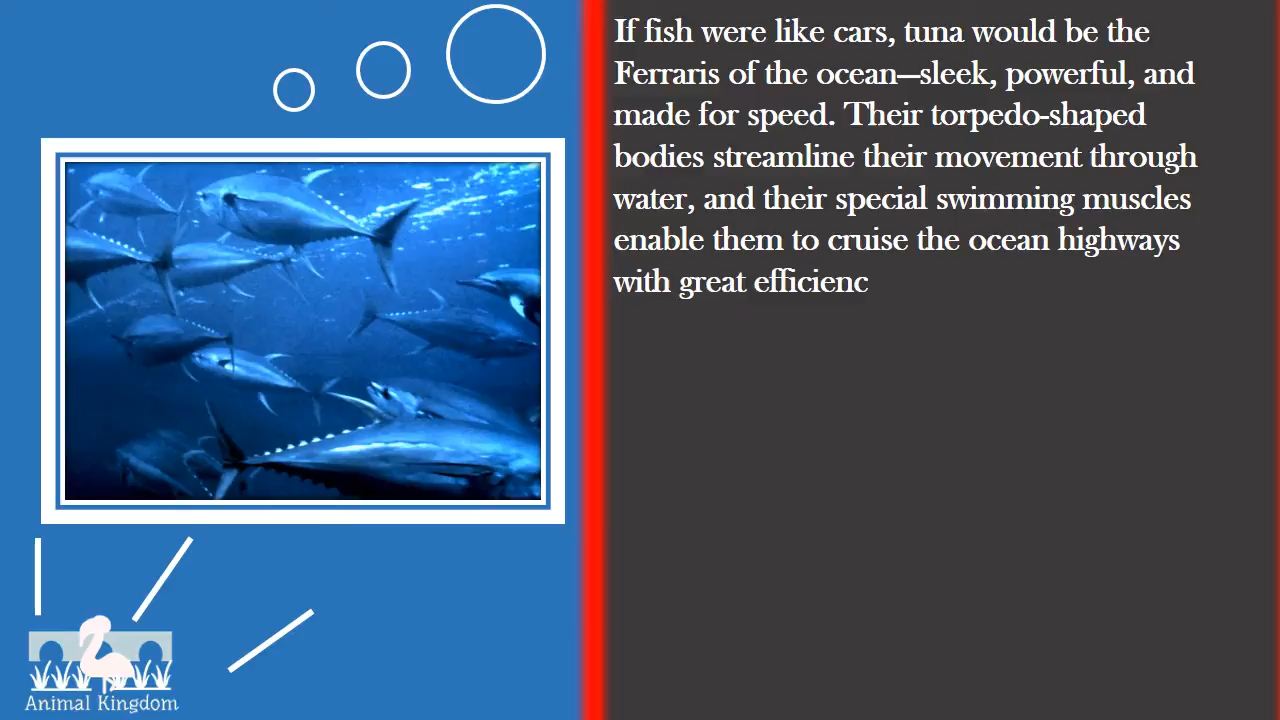 If fish were like cars, tuna would be the
Ferraris of the ocean—sleek, powerful, and
made for speed. Their torpedo-shaped
bodies streamline their movement through
water, and their special swimming muscles
enable them to cruise the ocean highways
with great efficienc
Animal Kingdom